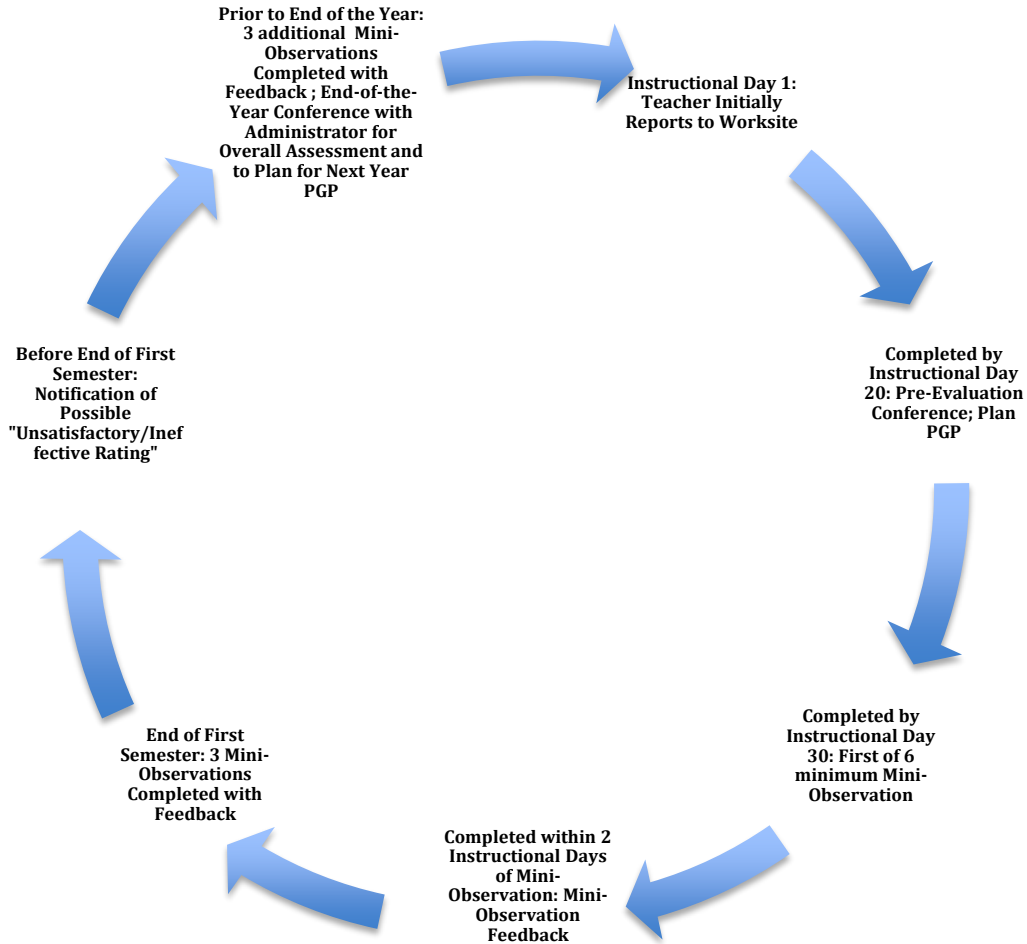 Prior to End of the Year:
3 additional Mini-
Observations
Completed with
Feedback ; End-of-the-
Year Conference with
Administrator for
Overall Assessment and
to Plan for Next Year
PGP
Instructional Day 1:
Teacher Initially
Reports to Worksite
Completed by
Instructional Day
20: Pre-Evaluation
Conference; Plan
PGP
Completed by
Instructional Day
30: First of 6
minimum Mini-
Observation
Completed within 2
Instructional Days
of Mini-
Observation: Mini-
Observation
Feedback
End of First
Semester: 3 Mini-
Observations
Completed with
Feedback
Before End of First
Semester:
Notification of
Possible
"Unsatisfactory/Inef
fective Rating"